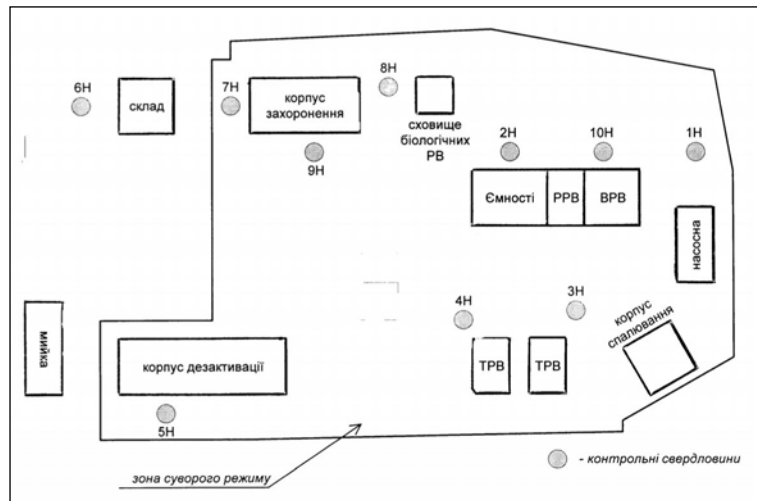 6Н
склад
7Н
корпус
захоронення
8Н
сховище
біологічних
РВ
9Н
2Н
10Н
1Н
Ємності
РРВ
ВРВ
насосна
4Н
3Н
корпус
спалювання
ТРВ
ТРВ
мийка
корпус дезактивації
5Н
зона суворого режиму
- контрольні свердловини